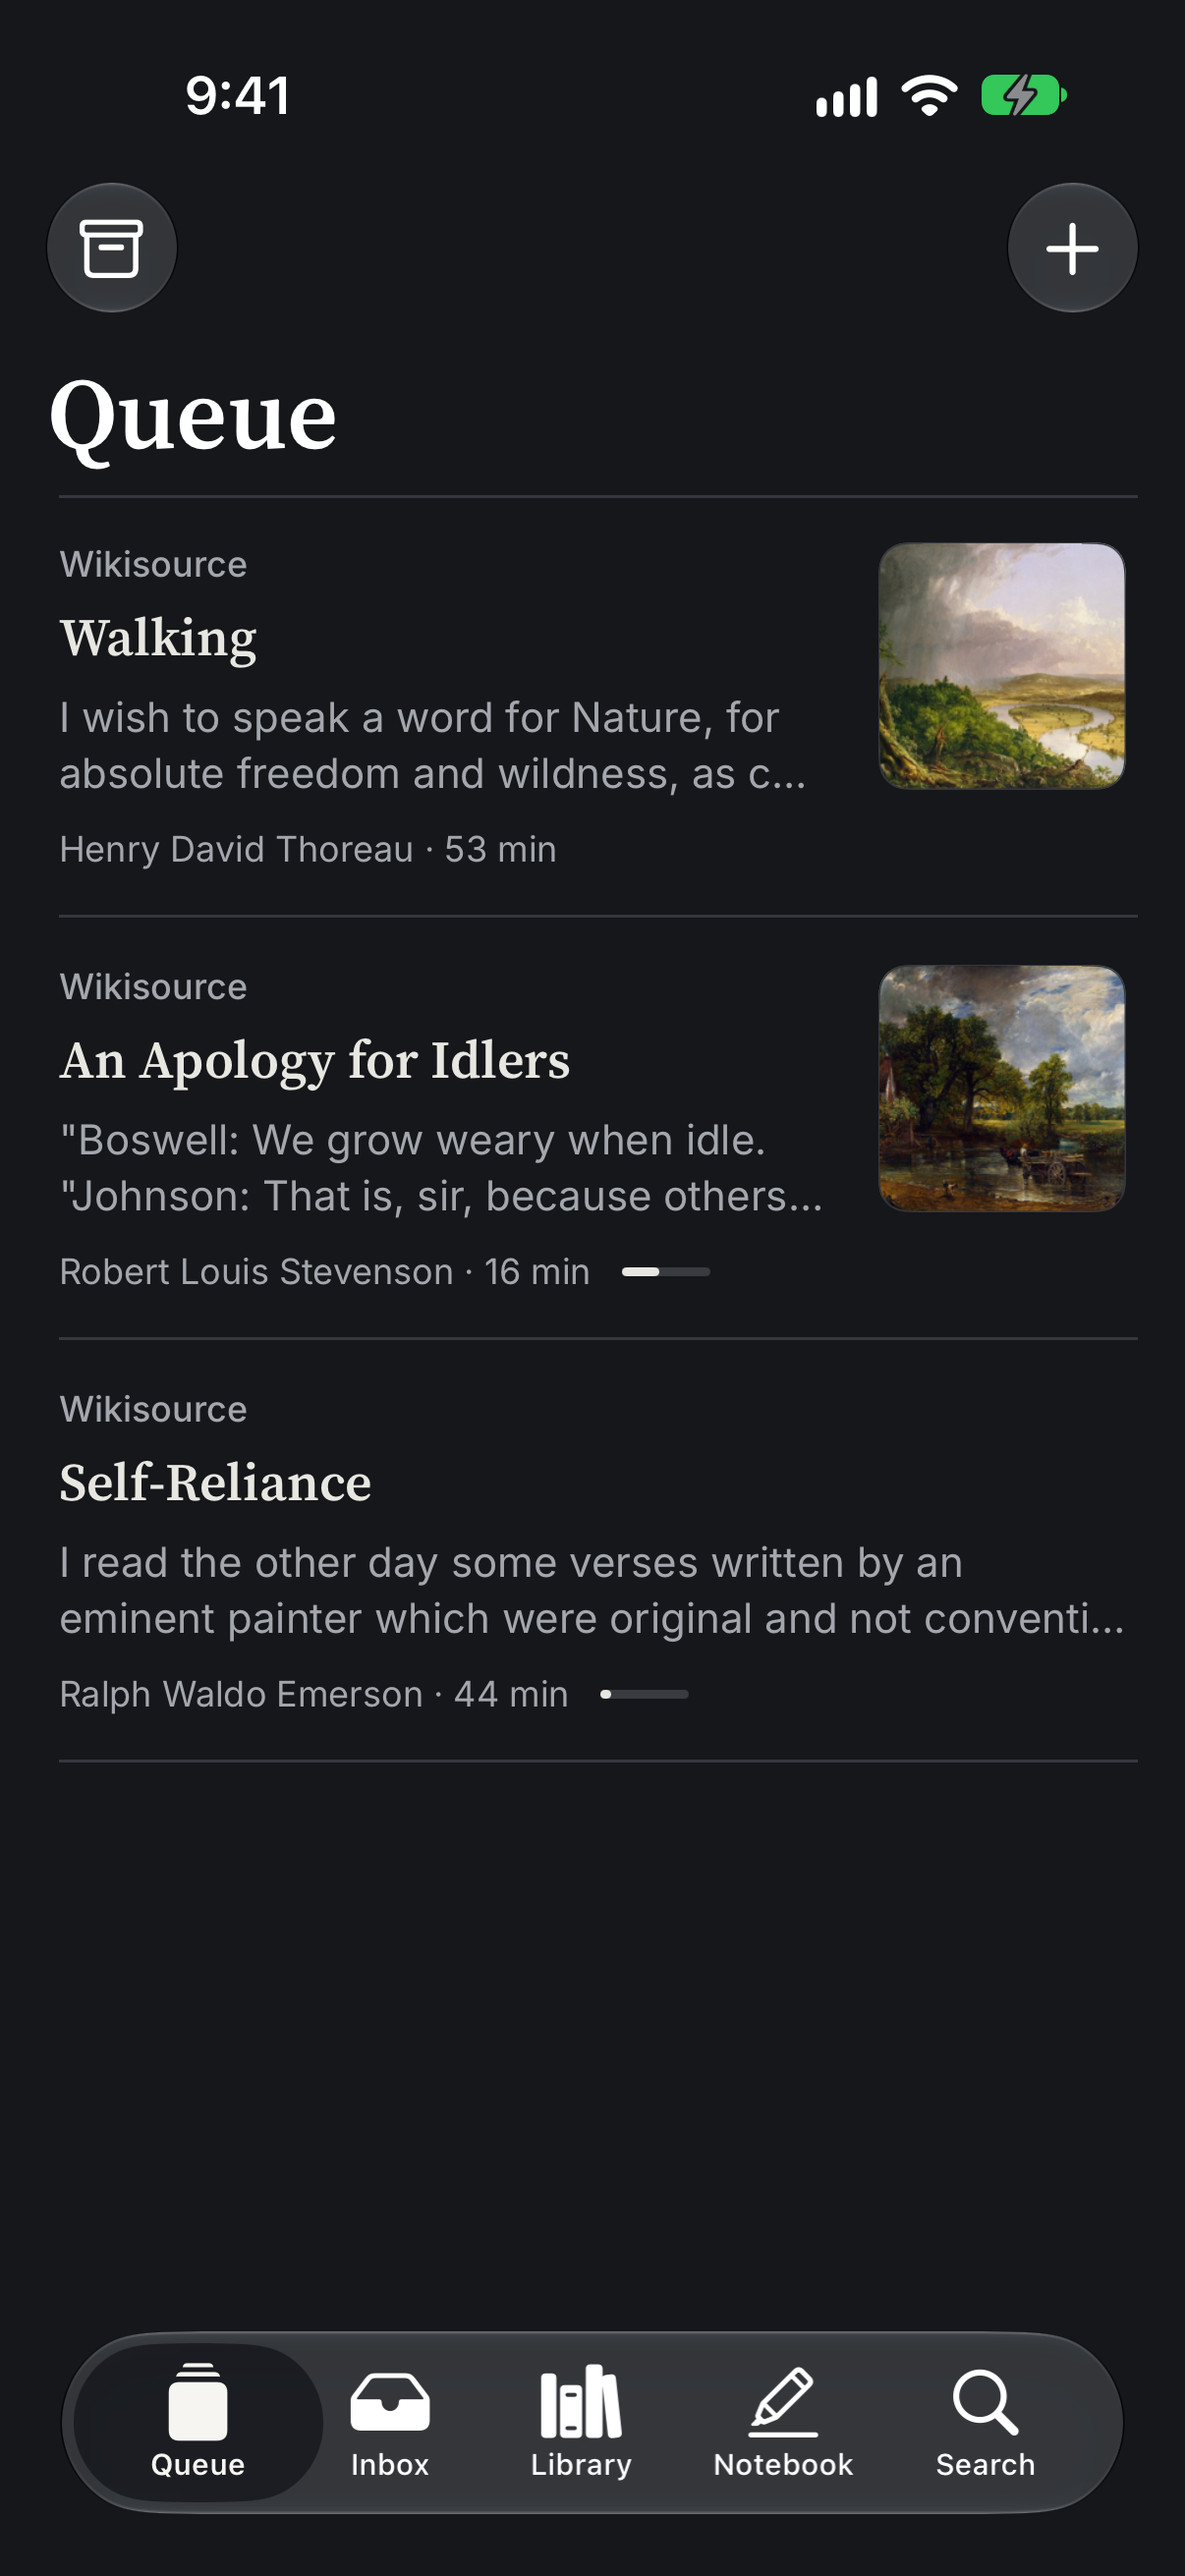 9:41
Queue
Wikisource
Walking
I wish to speak a word for Nature, for
absolute freedom and wildness, as c...
Henry David Thoreau · 53 min
Wikisource
An Apology for Idlers
"Boswell: We grow weary when idle.
"Johnson: That is, sir, because others...
Robert Louis Stevenson · 16 min
Wikisource
Self-Reliance
I read the other day some verses written by an
eminent painter which were original and not conventi...
Ralph Waldo Emerson · 44 min
Queue
Inbox
Library
Notebook
Search